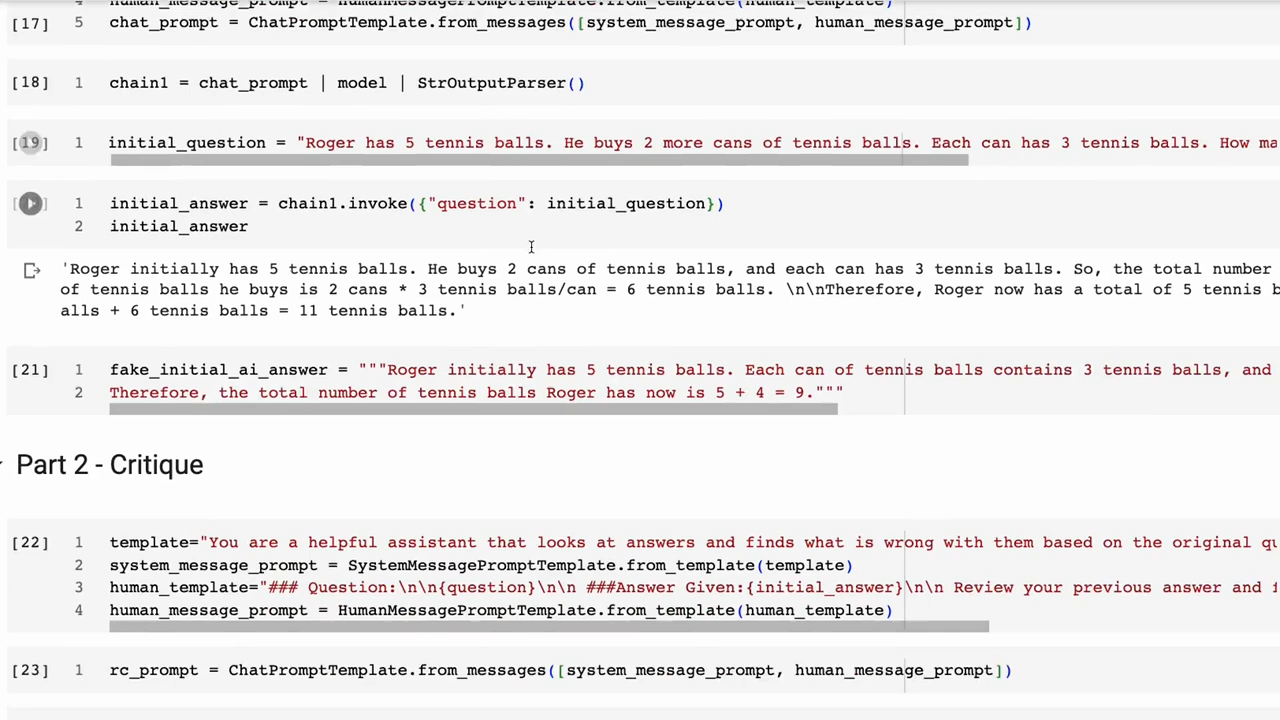 4 human_message_prompt = HumanMessagePromptTemplate.from_template(human_template)
[17] 5 chat_prompt = ChatPromptTemplate.from_messages([system_message_prompt, human_message_prompt])
[18] 1 chain1 = chat_prompt | model | StrOutputParser()
[19] 1 initial_question = "Roger has 5 tennis balls. He buys 2 more cans of tennis balls. Each can has 3 tennis balls. How ma
1 initial_answer = chain1.invoke({"question": initial_question})
2 initial_answer
'Roger initially has 5 tennis balls. He buys 2 cans of tennis balls, and each can has 3 tennis balls. So, the total number
of tennis balls he buys is 2 cans * 3 tennis balls/can = 6 tennis balls. \n\nTherefore, Roger now has a total of 5 tennis b
alls + 6 tennis balls = 11 tennis balls.'
[21] 1 fake_initial_ai_answer = """Roger initially has 5 tennis balls. Each can of tennis balls contains 3 tennis balls, and
2 Therefore, the total number of tennis balls Roger has now is 5 + 4 = 9."""
Part 2 - Critique
[22] 1 template="You are a helpful assistant that looks at answers and finds what is wrong with them based on the original qu
2 system_message_prompt = SystemMessagePromptTemplate.from_template(template)
3 human_template="### Question:\n\n{question}\n\n ###Answer Given:{initial_answer}\n\n Review your previous answer and f
4 human_message_prompt = HumanMessagePromptTemplate.from_template(human_template)
[23] 1 rc_prompt = ChatPromptTemplate.from_messages([system_message_prompt, human_message_prompt])